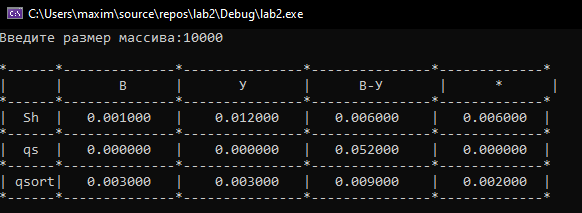 C:\Users\maxim\source\repos\lab2\Debug\lab2.exe
Введите размер массива:10000
*------*--------------*---------------*---------------*-------------*
|      |       В      |       У       |      В-У       |      *      |
*------*--------------*---------------*---------------*-------------*
|  Sh  |   0.001000   |    0.012000   |    0.006000   |   0.006000  |
*------*--------------*---------------*---------------*-------------*
|  qs  |   0.000000   |    0.000000   |    0.052000   |   0.000000  |
*------*--------------*---------------*---------------*-------------*
| qsort|   0.003000   |    0.003000   |    0.009000   |   0.002000  |
*------*--------------*---------------*---------------*-------------*